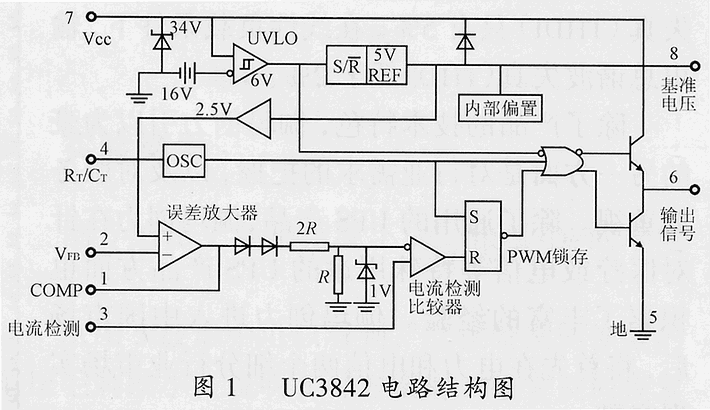 7
Vcc
34V
UVLO
16V
6V
S/R
5V
REF
8
基准
电压
内部偏置
2.5V
4
RT/CT
OSC
6
输出
信号
误差放大器
+
−
2R
R
1V
S
R
PWM锁存
2
VFB
1
COMP
3
电流检测
电流检测
比较器
地
5
图 1 UC3842 电路结构图